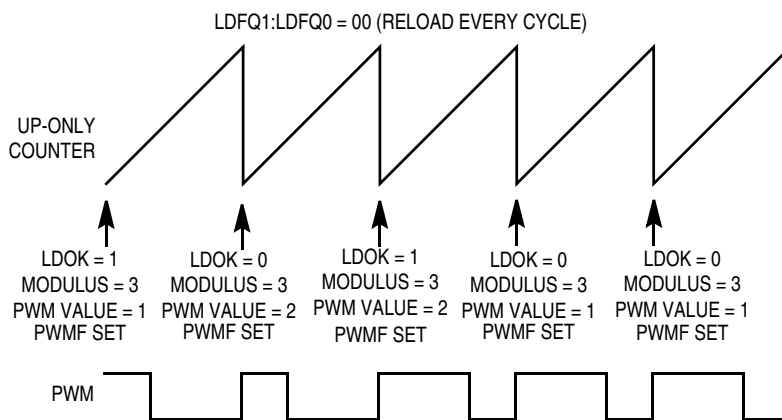 LDFQ1:LDFQ0 = 00 (RELOAD EVERY CYCLE)
UP-ONLY
COUNTER
LDOK = 1
MODULUS = 3
PWM VALUE = 1
PWMF SET
LDOK = 0
MODULUS = 3
PWM VALUE = 2
PWMF SET
LDOK = 1
MODULUS = 3
PWM VALUE = 2
PWMF SET
LDOK = 0
MODULUS = 3
PWM VALUE = 1
PWMF SET
LDOK = 0
MODULUS = 3
PWM VALUE = 1
PWMF SET
PWM